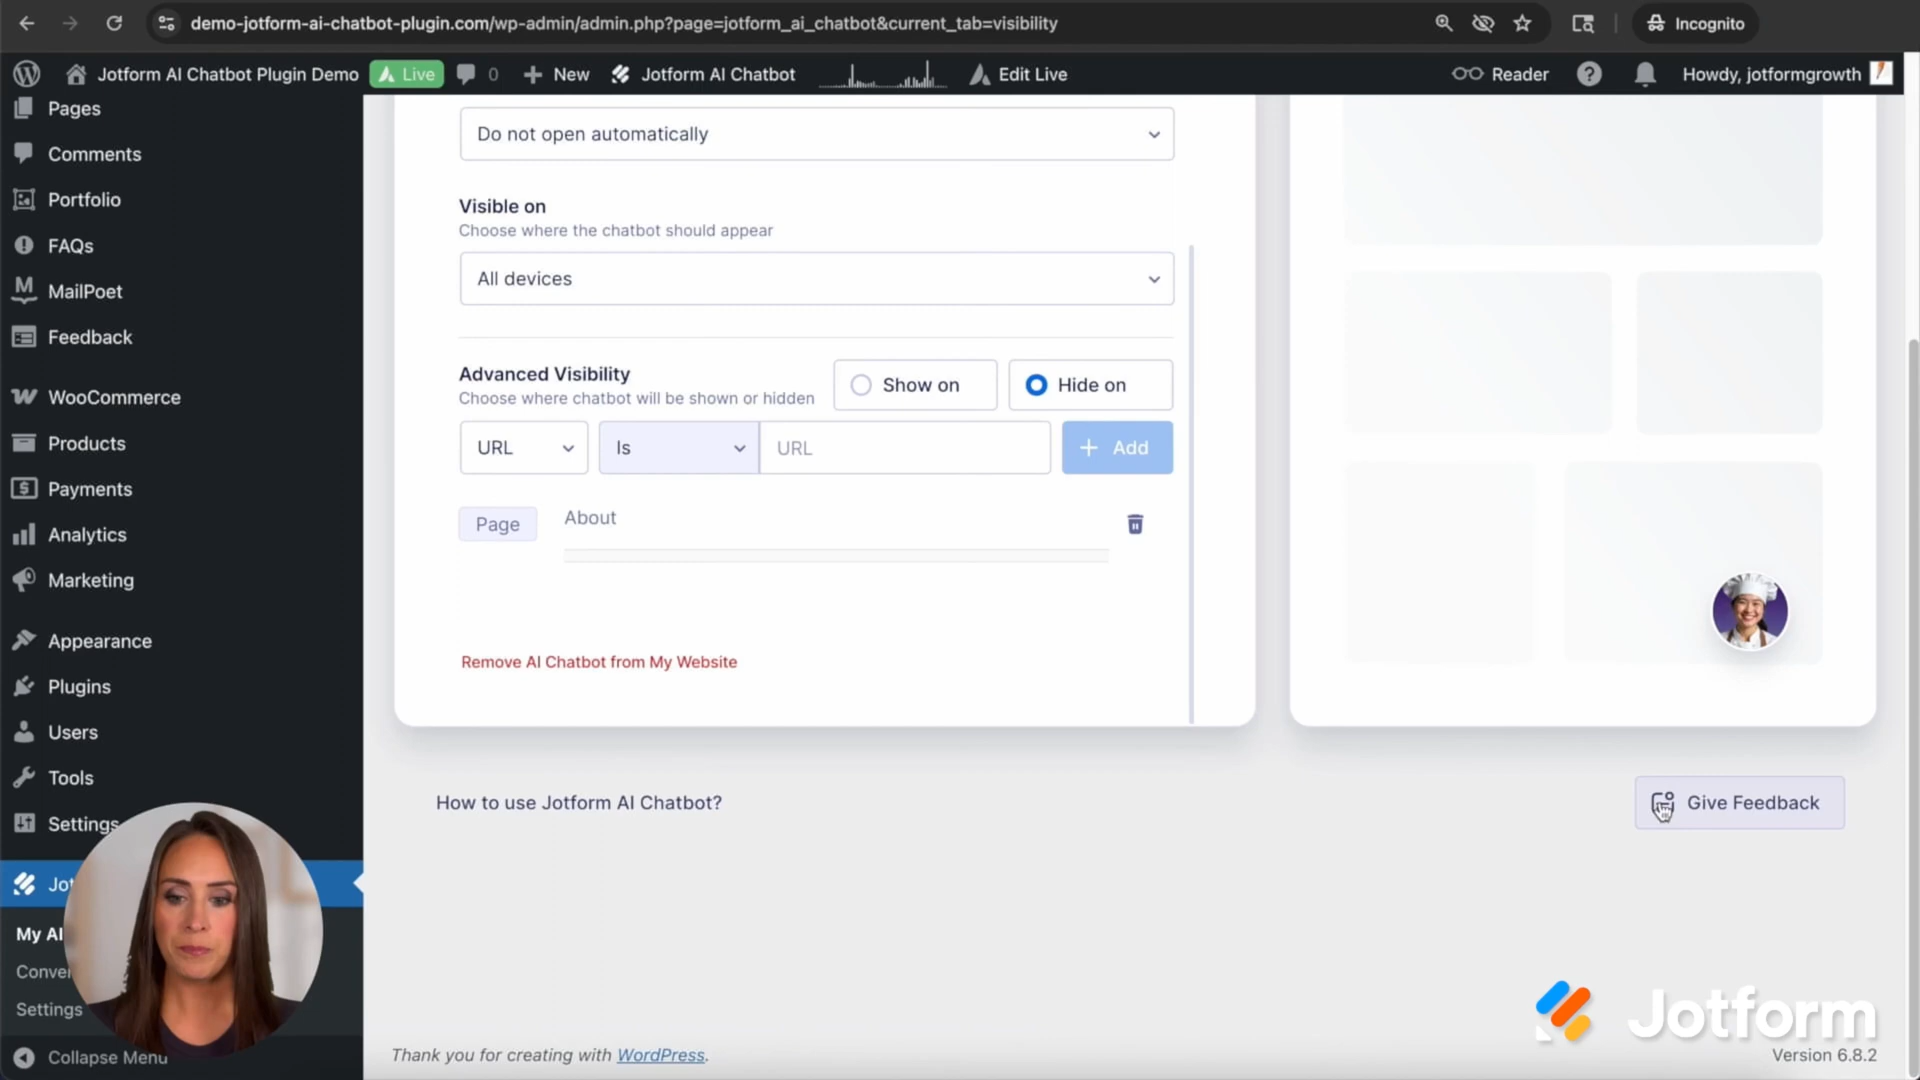 demo-jotform-ai-chatbot-plugin.com/wp-admin/admin.php?page=jotform_ai_chatbot&current_tab=visibility
Incognito
Jotform AI Chatbot Plugin Demo
Live
0
New
Jotform AI Chatbot
Edit Live
Reader
Howdy, jotformgrowth
Pages
Comments
Portfolio
FAQs
MailPoet
Feedback
WooCommerce
Products
Payments
Analytics
Marketing
Appearance
Plugins
Users
Tools
Settings
Jot
My AI
Conver
Settings
Collapse Menu
Do not open automatically
Visible on
Choose where the chatbot should appear
All devices
Advanced Visibility
Choose where chatbot will be shown or hidden
Show on
Hide on
URL
Is
URL
+ Add
Page
About
Remove AI Chatbot from My Website
How to use Jotform AI Chatbot?
Give Feedback
Jotform
Thank you for creating with WordPress.
Version 6.8.2